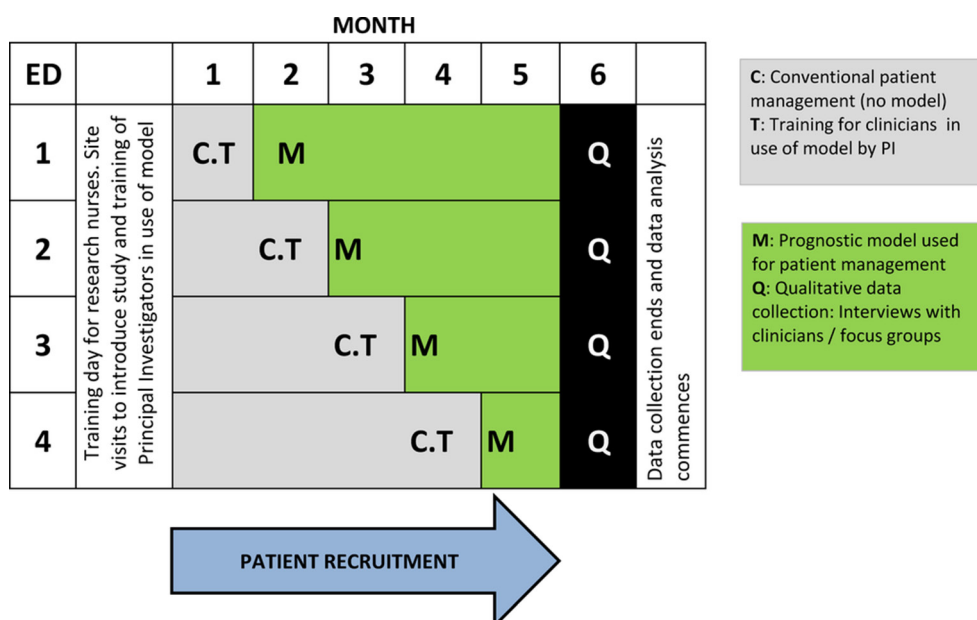 MONTH
ED 1 2 3 4 5 6
Training day for research nurses. Site
visits to introduce study and training of
Principal Investigators in use of model
1 C.T M Q
2 C.T M Q
3 C.T M Q
4 C.T M Q
Data collection ends and data analysis
commences
PATIENT RECRUITMENT
C: Conventional patient
management (no model)
T: Training for clinicians in
use of model by PI
M: Prognostic model used
for patient management
Q: Qualitative data
collection: Interviews with
clinicians / focus groups